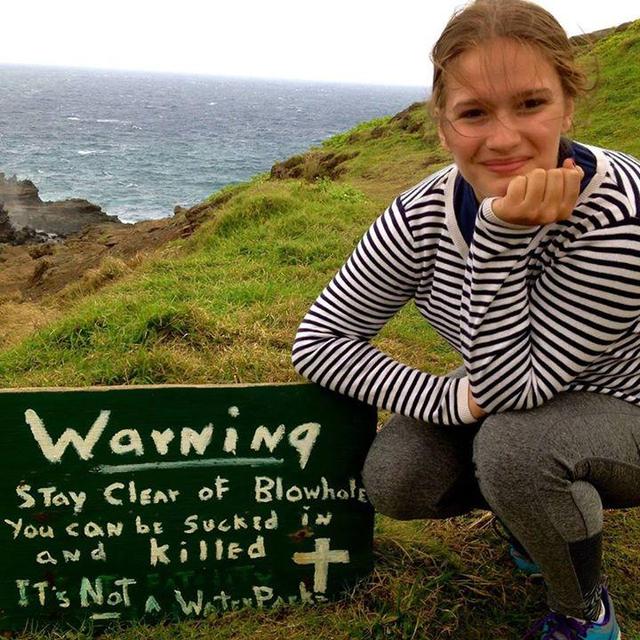 Warning
Stay Clear of Blowhole
You can be sucked in
and killed
It's Not a Water Park